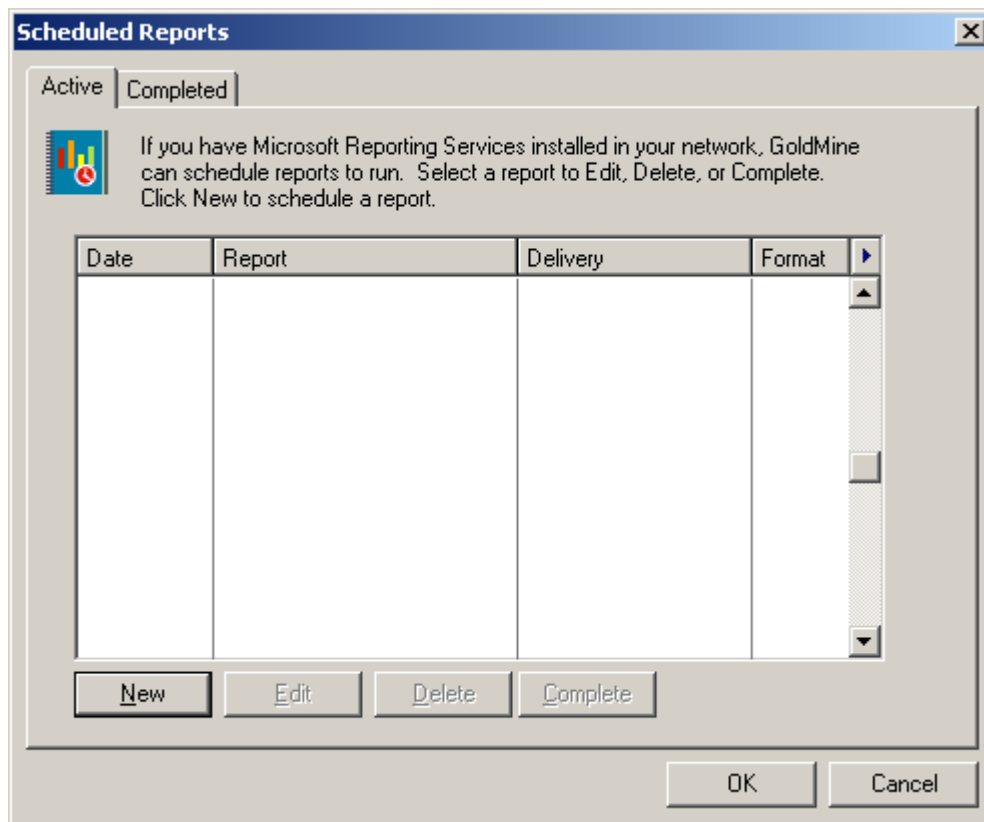 Scheduled Reports
Active Completed
If you have Microsoft Reporting Services installed in your network, GoldMine
can schedule reports to run.  Select a report to Edit, Delete, or Complete.
Click New to schedule a report.
Date Report Delivery Format
New Edit Delete Complete
OK Cancel